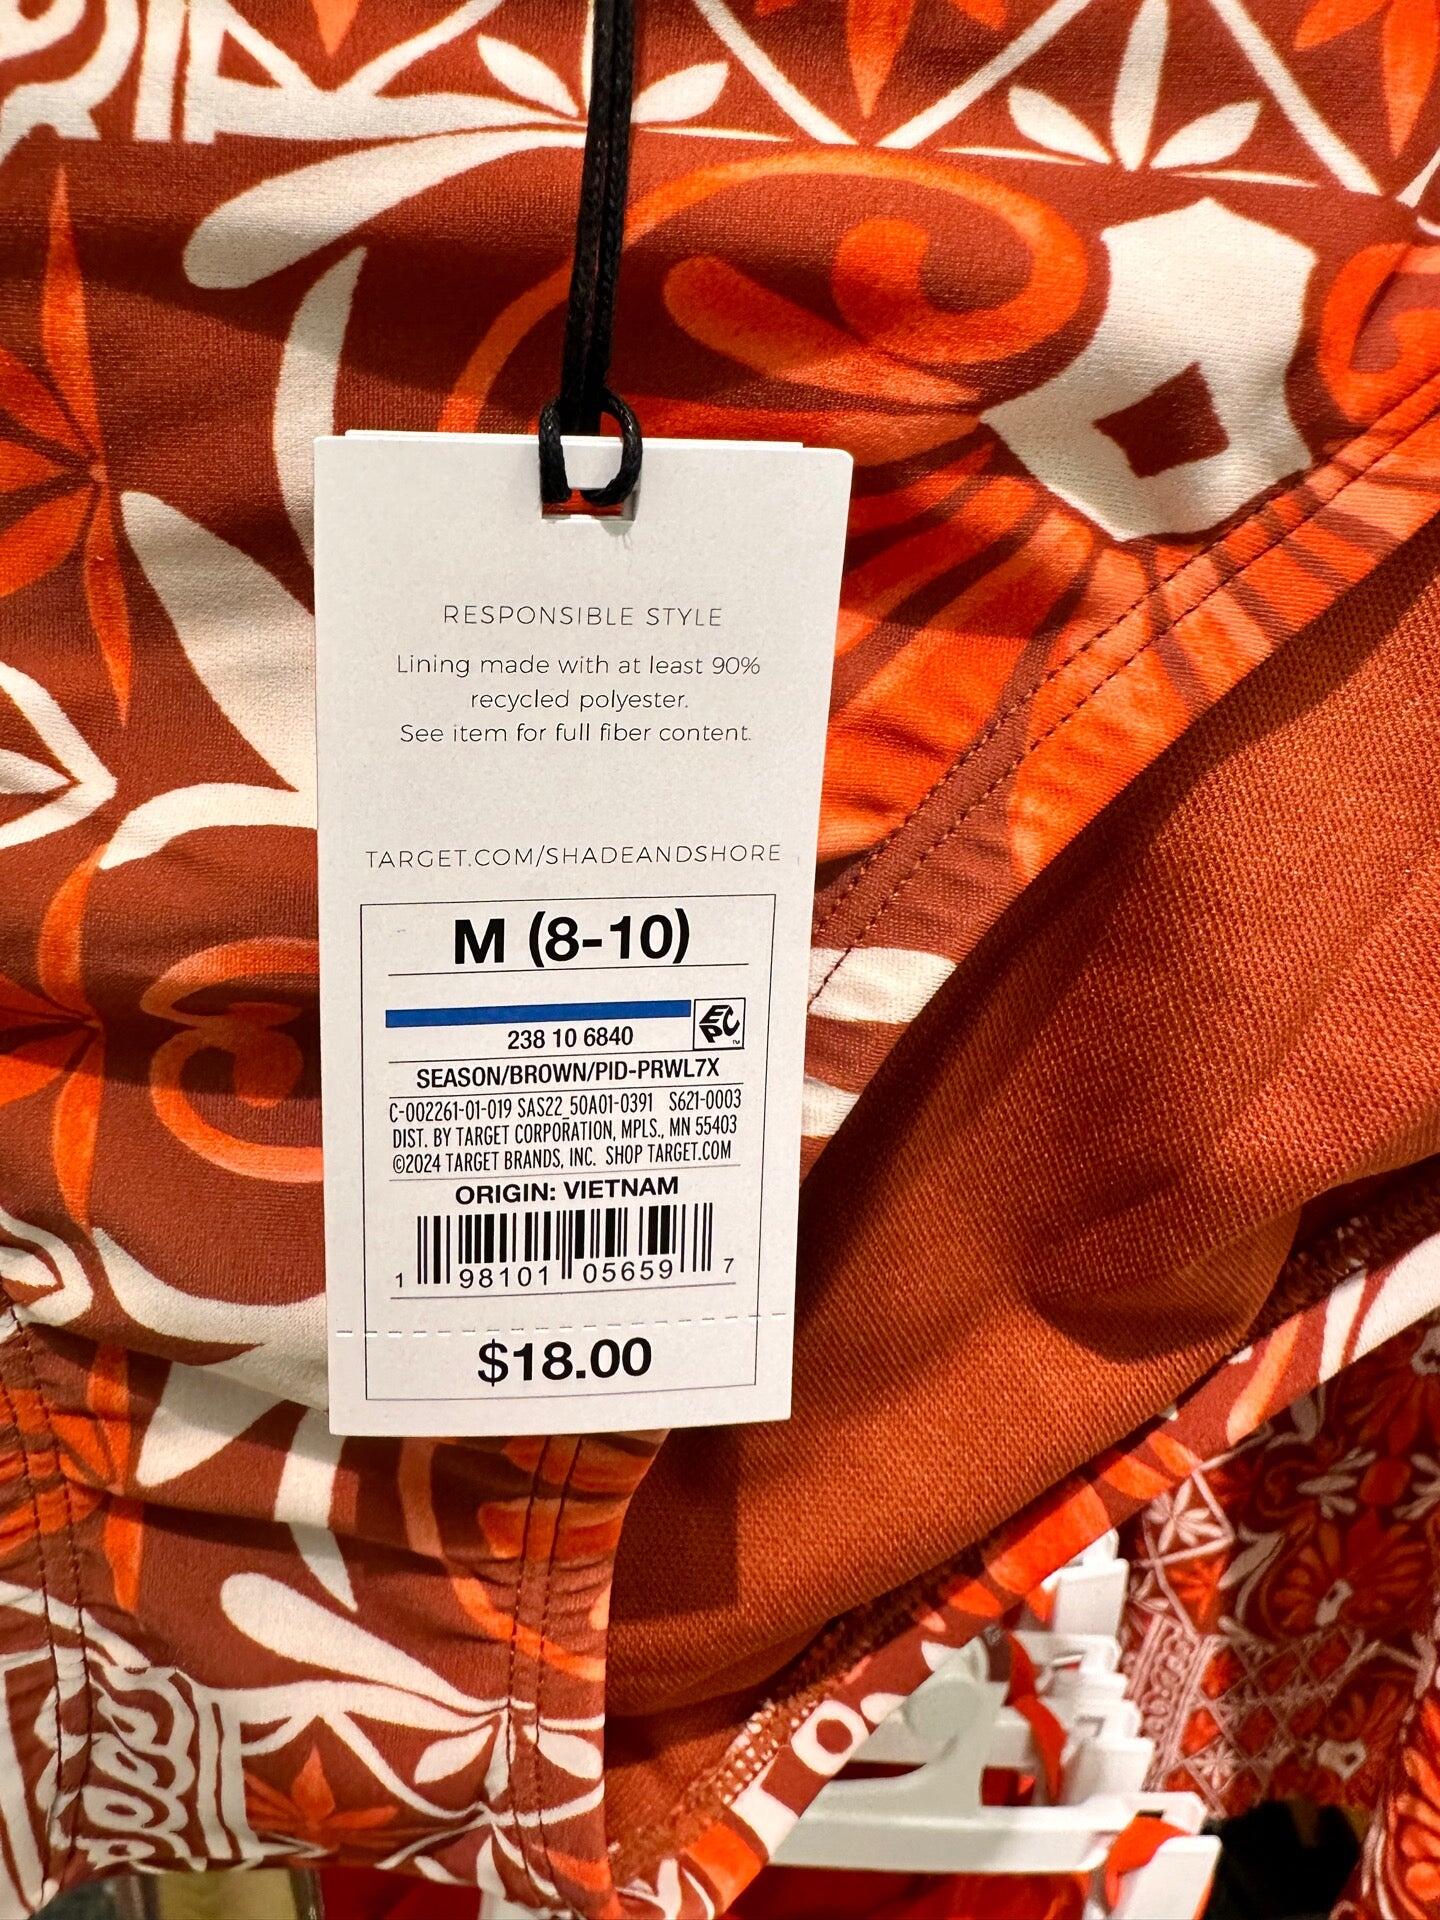 RESPONSIBLE STYLE
Lining made with at least 90%
recycled polyester.
See item for full fiber content.
TARGET.COM/SHADEANDSHORE
M (8-10)
EPC™
238 10 6840
SEASON/BROWN/PID-PRWL7X
C-002261-01-019 SAS22_50A01-0391 S621-0003
DIST. BY TARGET CORPORATION, MPLS., MN 55403
©2024 TARGET BRANDS, INC. SHOP TARGET.COM
ORIGIN: VIETNAM
1 98101 05659 7
$18.00